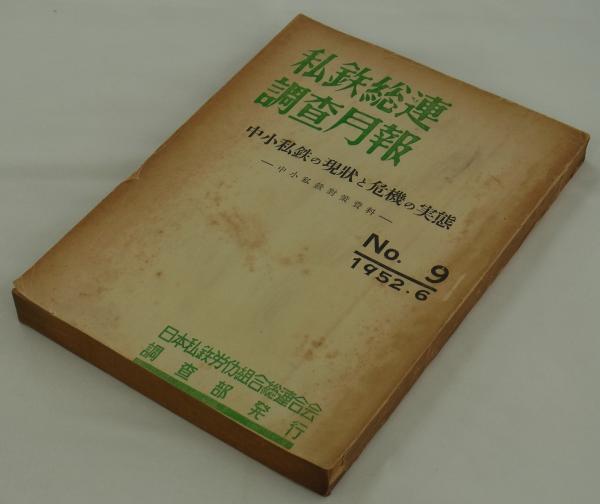 私鉄総連
調査月報
中小私鉄の現状と危機の実態
―中小私鉄対策資料―
No. 9
1952.6
日本私鉄労仂組合総連合会
調査部発行